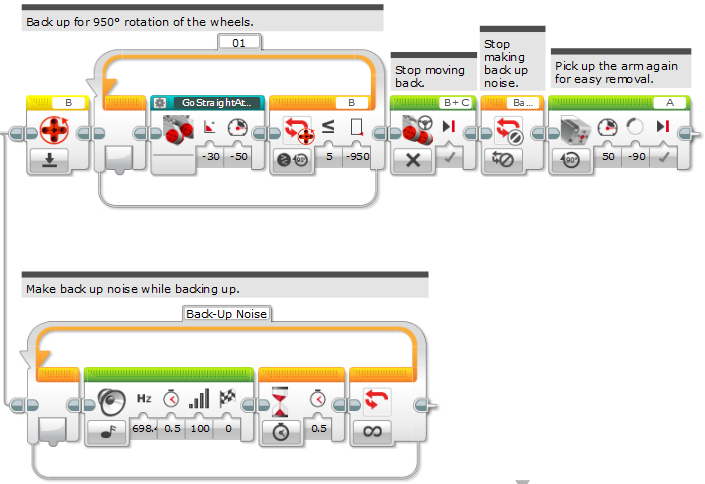 Back up for 950° rotation of the wheels.
01
Stop moving
back.
Stop
making
back up
noise.
Pick up the arm again
for easy removal.
B
GoStraightAt...
B
B+C
Ba...
A
-30
-50
5
-950
50
-90
90°
90°
Make back up noise while backing up.
Back-Up Noise
Hz
0.5
100
0
0.5